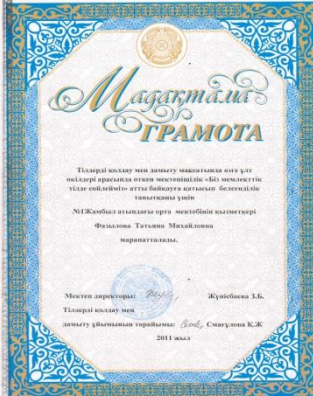 Мадақтама
ГРАМОТА
Тілдерді қолдау мен дамыту мақсатында өзге ұлт
өкілдері арасында өткен мектепішілік «Біз мемлекттік
тілде сөйлейміз» атты байқауға қатысып белсенділік
танытқаны үшін
№1Жамбыл атындағы орта мектебінің қызметкері
Фазылова Татьяна Михайловна
марапатталады.
Мектеп директоры: Жүнісбаева З.Б.
Тілдерді қолдау мен
дамыту ұйымының торайымы: Смағұлова Қ.Ж
2011 жыл